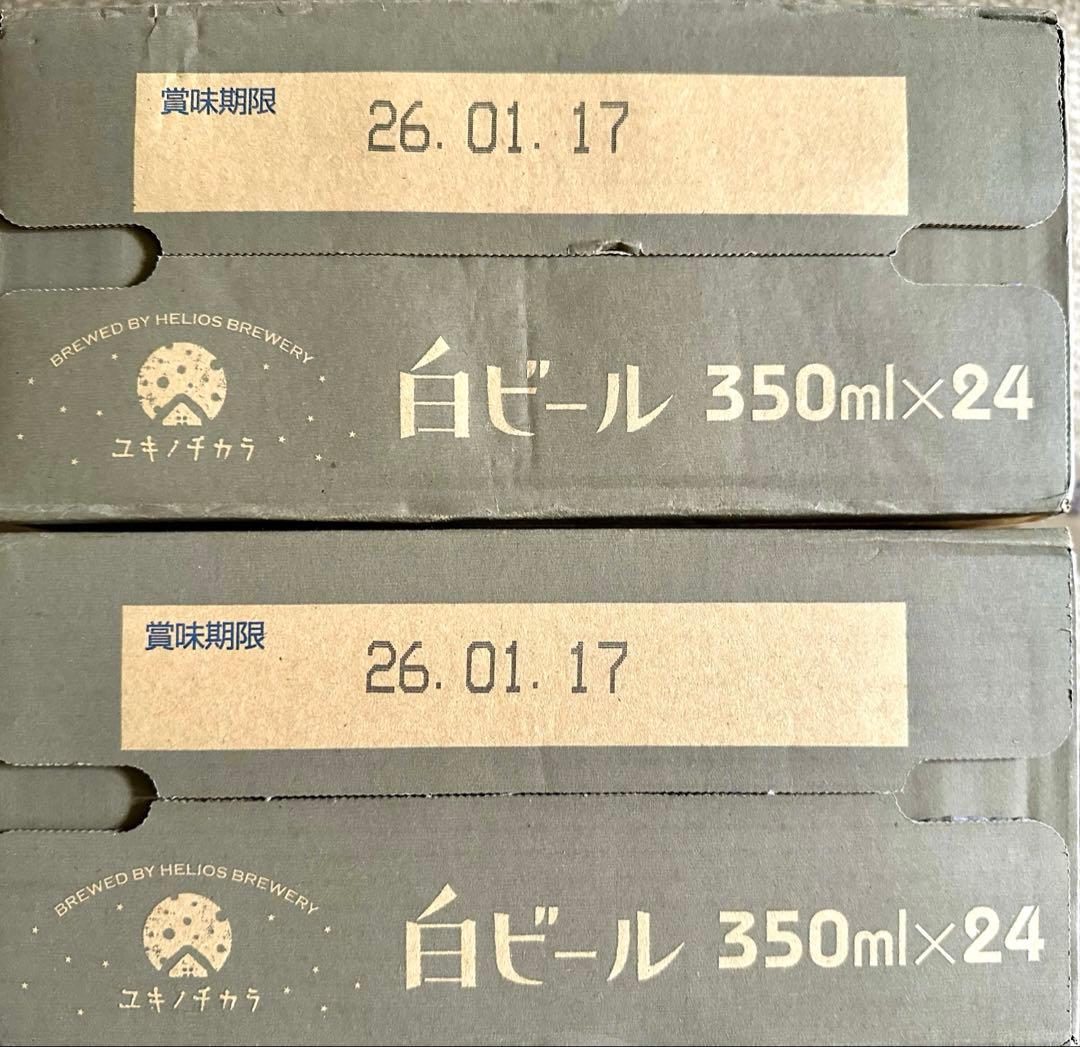 賞味期限
26. 01. 17
BREWED BY HELIOS BREWERY
ユキノチカラ
白ビール 350ml×24
賞味期限
26. 01. 17
BREWED BY HELIOS BREWERY
ユキノチカラ
白ビール 350ml×24